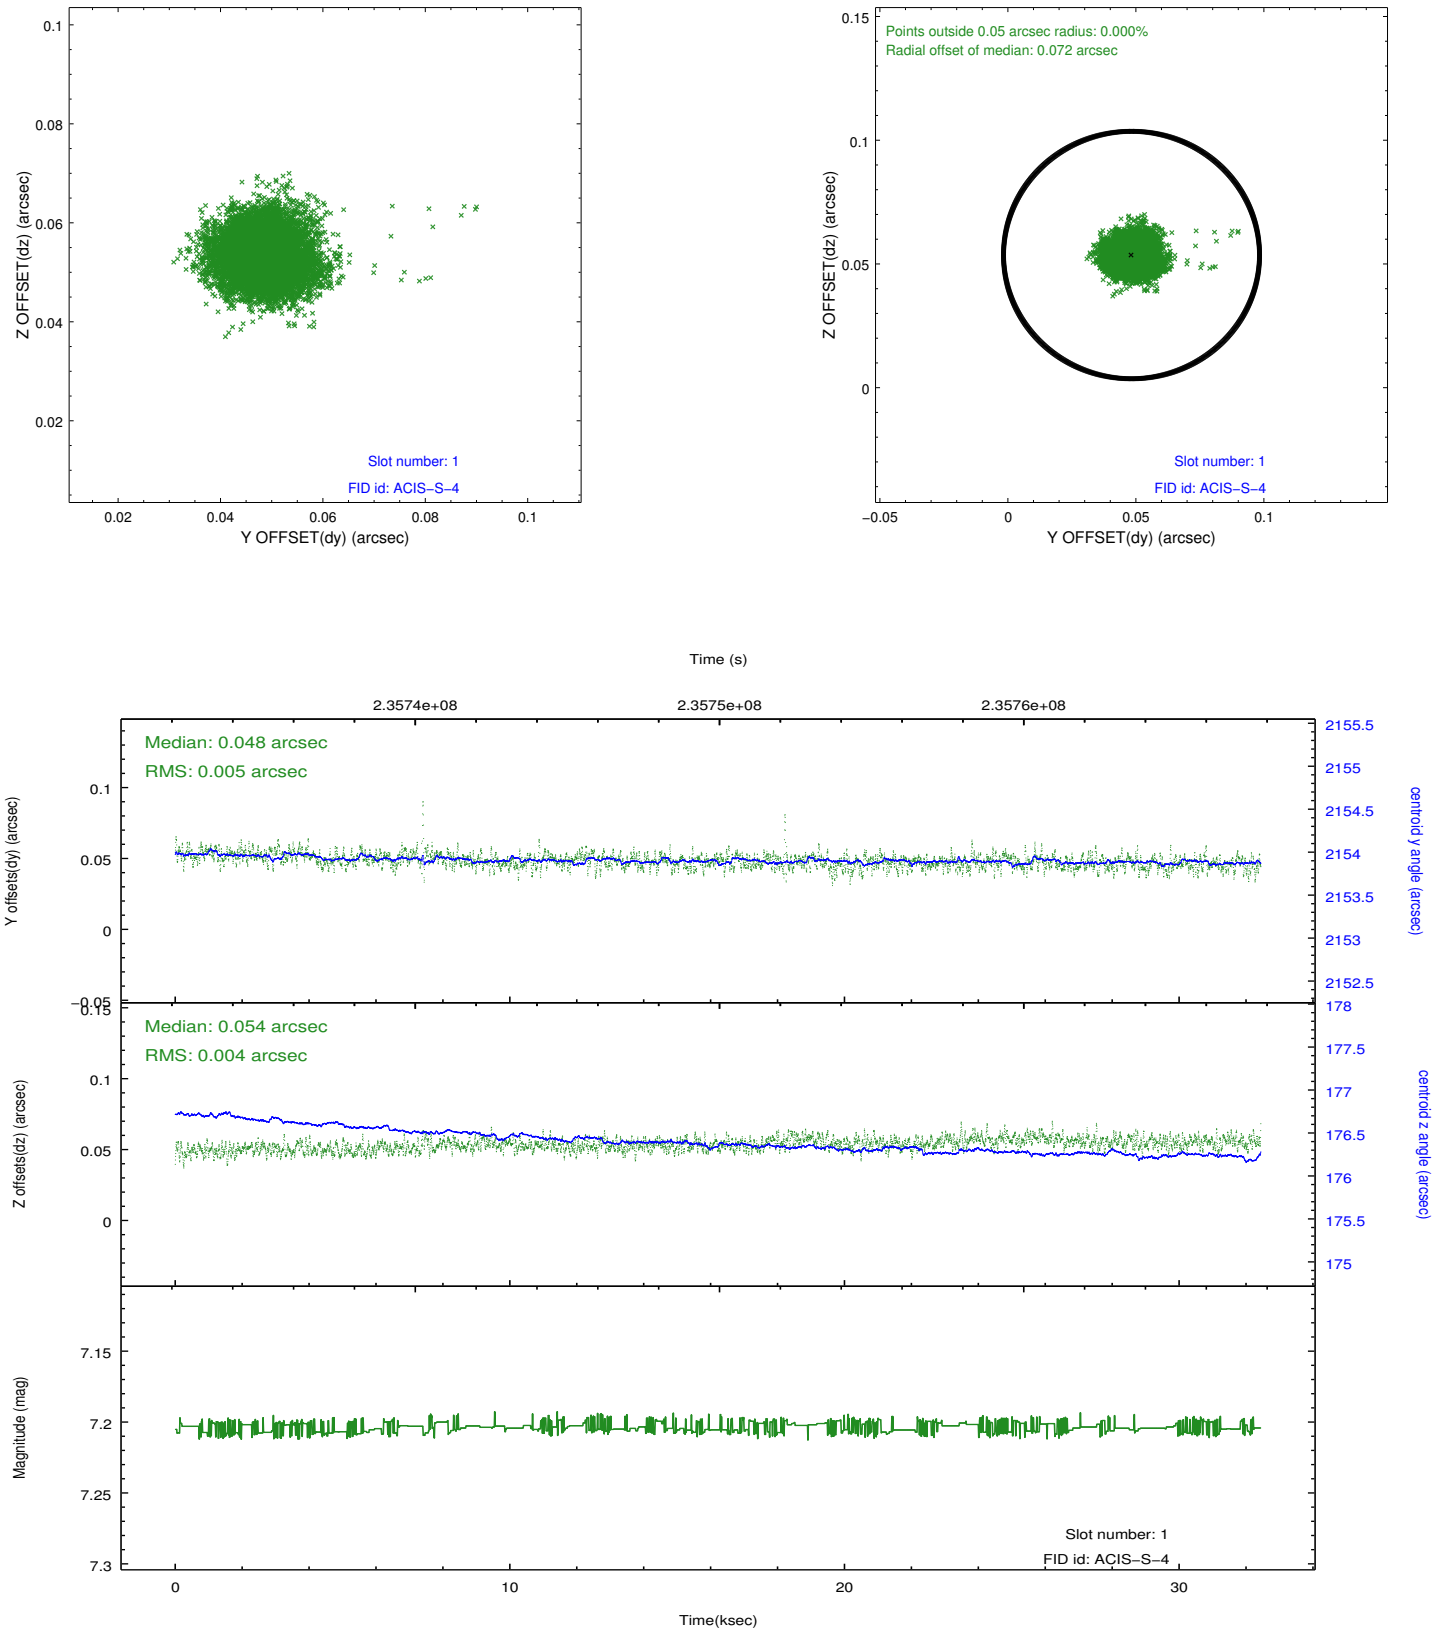 0.1
0.08
0.06
0.04
0.02
Z OFFSET(dz) (arcsec)
Slot number: 1
FID id: ACIS−S−4
0.02 0.04 0.06 0.08 0.1
Y OFFSET(dy) (arcsec)
0.15
0.1
0.05
0
Z OFFSET(dz) (arcsec)
Points outside 0.05 arcsec radius: 0.000%
Radial offset of median: 0.072 arcsec
Slot number: 1
FID id: ACIS−S−4
−0.05 0 0.05 0.1
Y OFFSET(dy) (arcsec)
Time (s)
2.3574e+08 2.3575e+08 2.3576e+08
Median: 0.048 arcsec
RMS: 0.005 arcsec
0.1
0.05
0
−0.05
Y offsets(dy) (arcsec)
2155.5
2155
2154.5
2154
2153.5
2153
2152.5
centroid y angle (arcsec)
Median: 0.054 arcsec
RMS: 0.004 arcsec
0.15
0.1
0.05
0
Z offsets(dz) (arcsec)
178
177.5
177
176.5
176
175.5
175
centroid z angle (arcsec)
7.15
7.2
7.25
7.3
Magnitude (mag)
Slot number: 1
FID id: ACIS−S−4
0 10 20 30
Time(ksec)